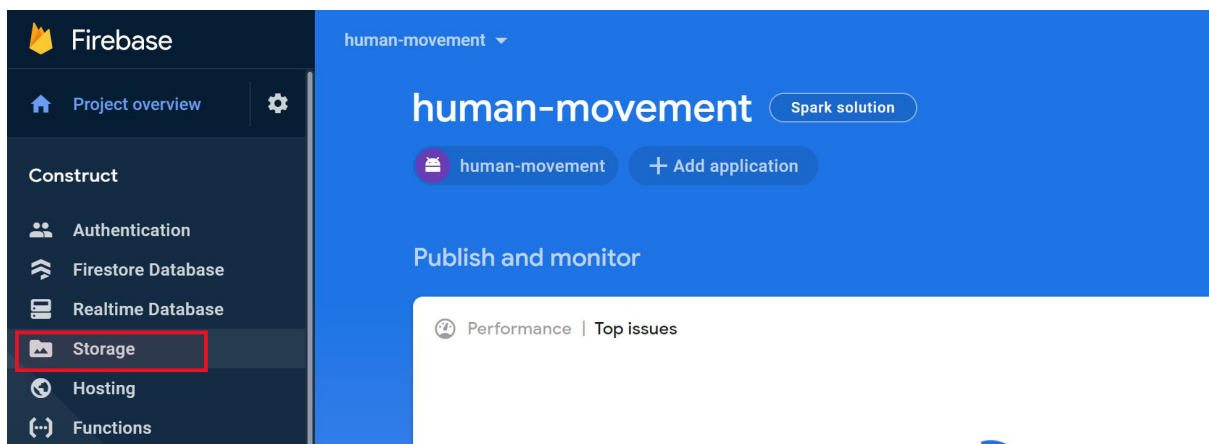 Firebase
human-movement
Project overview
human-movement Spark solution
human-movement + Add application
Construct
Authentication
Firestore Database
Realtime Database
Storage
Hosting
Functions
Publish and monitor
Performance | Top issues